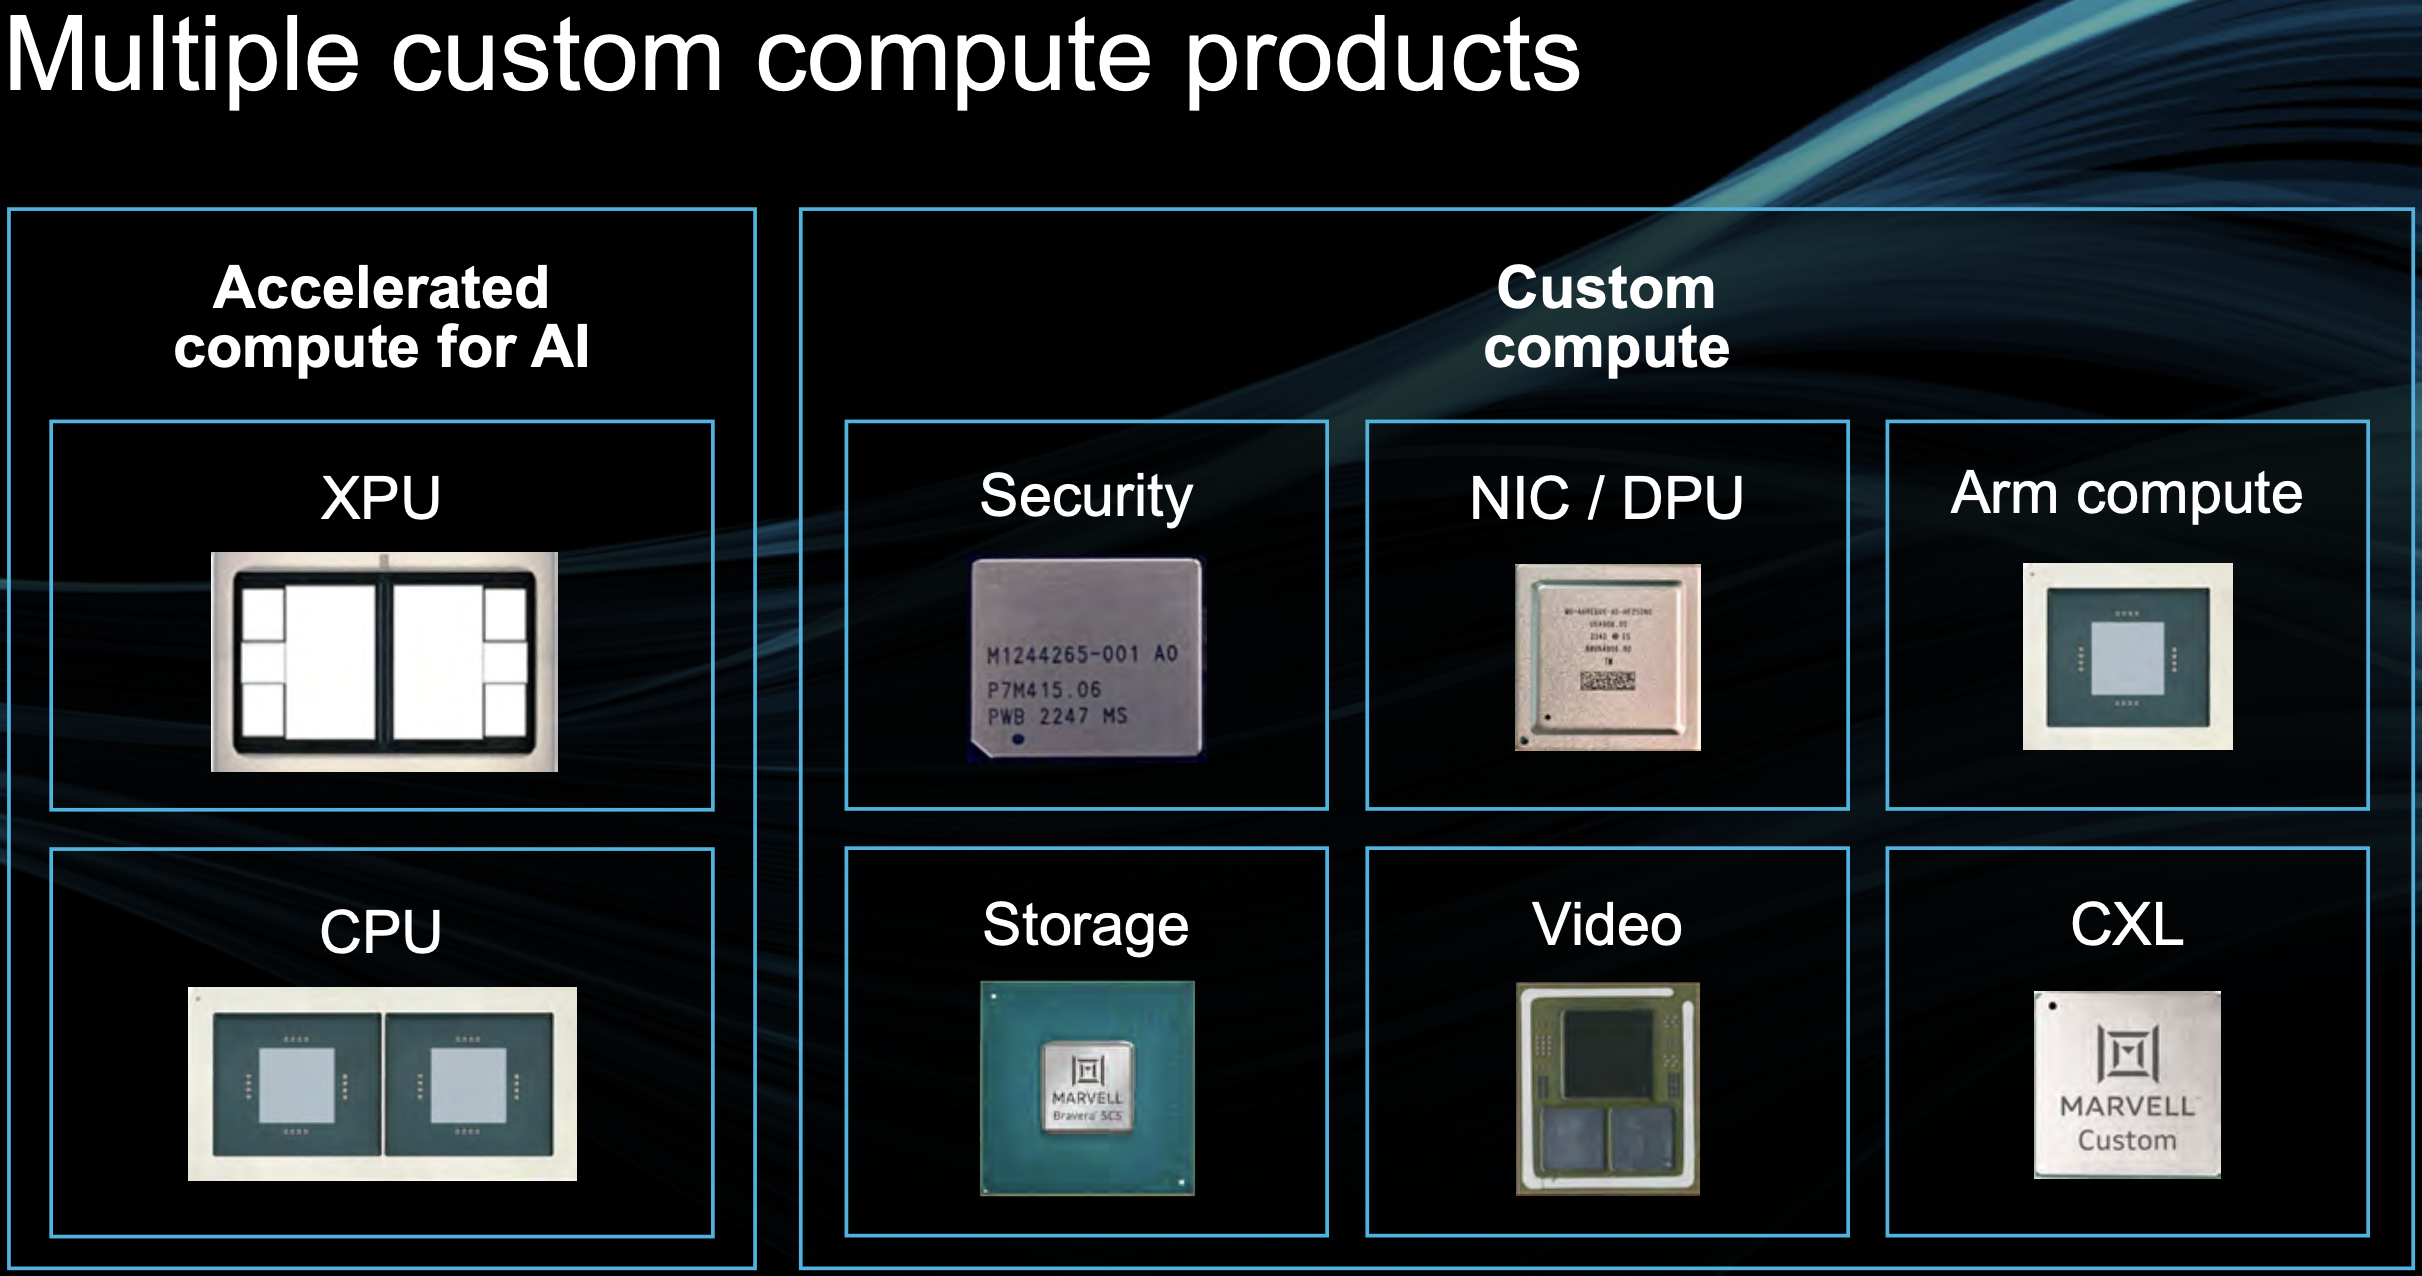 Multiple custom compute products
Accelerated
compute for AI
XPU
CPU
Custom
compute
Security
M1244265-001 A0
P7M415.06
PWB 2247 MS
NIC / DPU
TM
Arm compute
Storage
MARVELL
Bravera SC5
Video
CXL
MARVELL
Custom